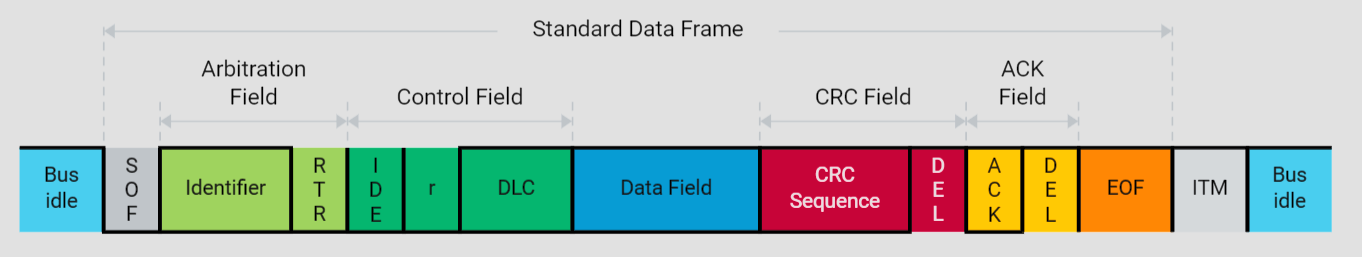 Standard Data Frame
Arbitration
Field
Control Field
CRC Field
ACK
Field
Bus
idle
SOF
Identifier
RTR
IDE
r
DLC
Data Field
CRC
Sequence
DEL
ACK
DEL
EOF
ITM
Bus
idle